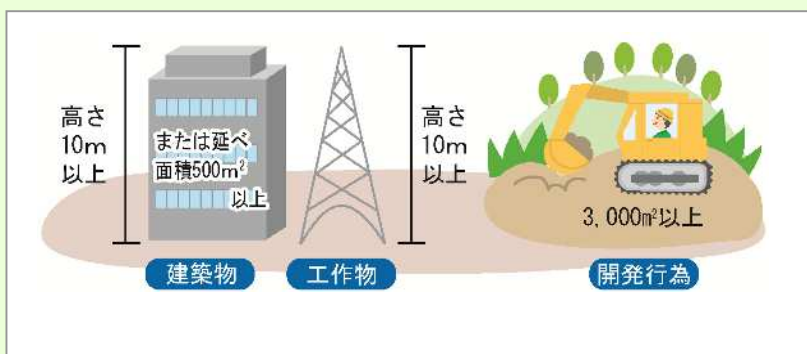 高さ
10m
以上
または延べ
面積500m²
以上
高さ
10m
以上
3,000㎡以上
建築物
工作物
開発行為